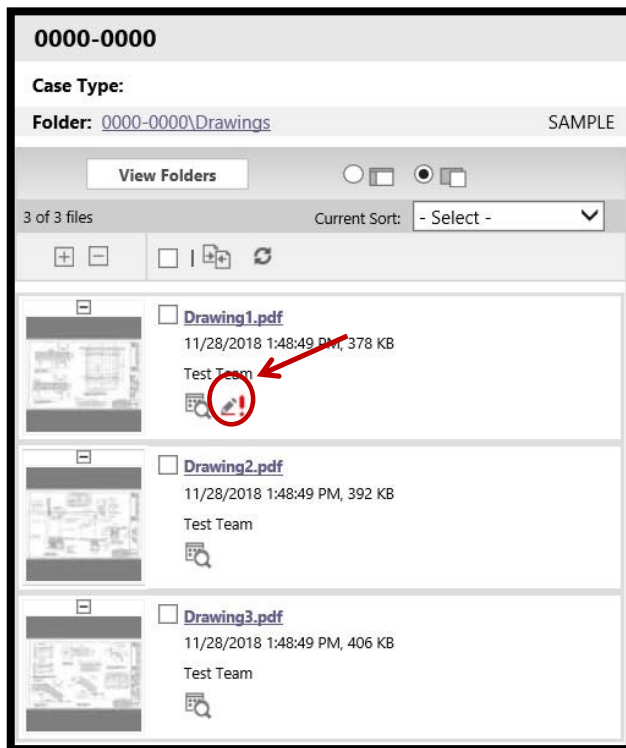 0000-0000
Case Type:
Folder: 0000-0000\Drawings SAMPLE
View Folders
3 of 3 files Current Sort: - Select -
Drawing1.pdf
11/28/2018 1:48:49 PM, 378 KB
Test Team
Drawing2.pdf
11/28/2018 1:48:49 PM, 392 KB
Test Team
Drawing3.pdf
11/28/2018 1:48:49 PM, 406 KB
Test Team